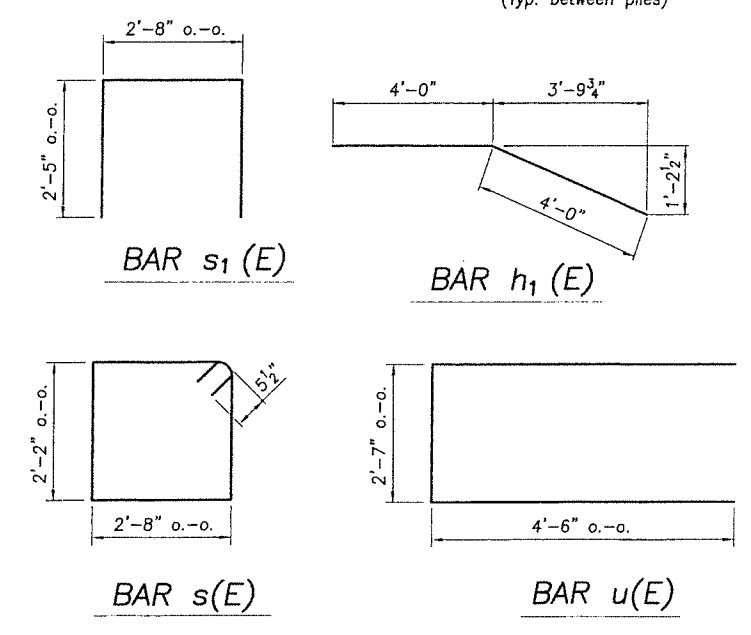 (Typ. between piles)
2'-8" o.-o.
2'-5" o.-o.
BAR s1 (E)
4'-0"
3'-9¾"
1'-2½"
4'-0"
BAR h1 (E)
2'-2" o.-o.
5½"
2'-8" o.-o.
BAR s(E)
2'-7" o.-o.
4'-6" o.-o.
BAR u(E)